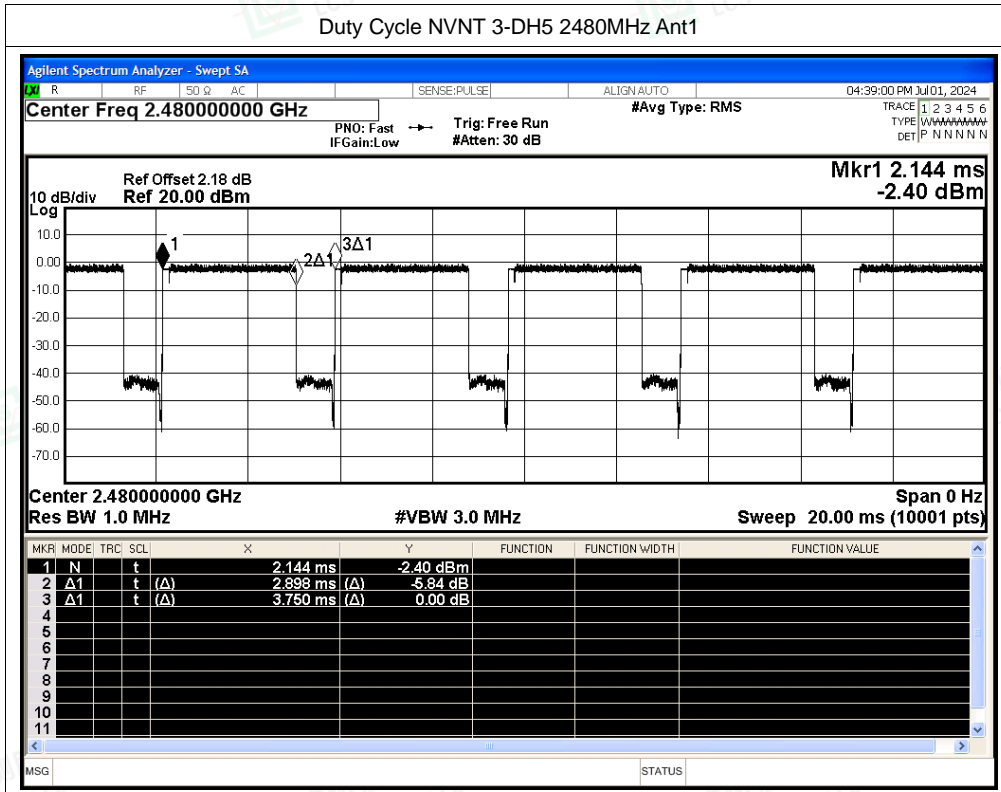 Duty Cycle NVNT 3-DH5 2480MHz Ant1
Agilent Spectrum Analyzer - Swept SA
LXI R RF 50 Ω AC SENSE:PULSE ALIGN AUTO 04:39:00 PM Jul 01, 2024
Center Freq 2.480000000 GHz #Avg Type: RMS TRACE 1 2 3 4 5 6
PNO: Fast Trig: Free Run TYPE WWWWWW
IFGain:Low #Atten: 30 dB DET P N N N N N
Mkr1 2.144 ms
Ref Offset 2.18 dB
10 dB/div Ref 20.00 dBm -2.40 dBm
Log
10.0
0.00
-10.0
-20.0
-30.0
-40.0
-50.0
-60.0
-70.0
1 2Δ1 3Δ1
Center 2.480000000 GHz Span 0 Hz
Res BW 1.0 MHz #VBW 3.0 MHz Sweep 20.00 ms (10001 pts)
MKR MODE TRC SCL X Y FUNCTION FUNCTION WIDTH FUNCTION VALUE
1 N t 2.144 ms -2.40 dBm
2 Δ1 t (Δ) 2.898 ms (Δ) -5.84 dB
3 Δ1 t (Δ) 3.750 ms (Δ) 0.00 dB
4
5
6
7
8
9
10
11
MSG STATUS